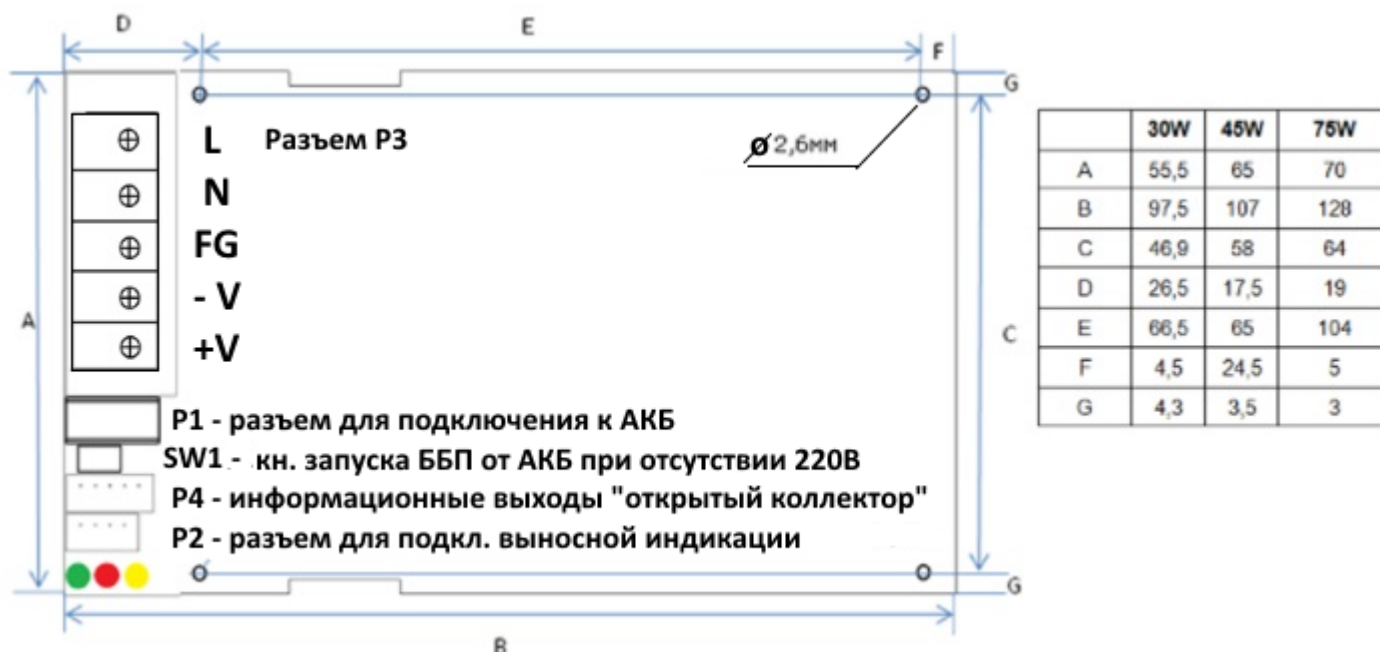 D
E
F
G
L Разъем P3
Ø 2,6мм
N
FG
- V
+V
A
C
P1 - разъем для подключения к АКБ
SW1 - кн. запуска ББП от АКБ при отсутствии 220В
P4 - информационные выходы "открытый коллектор"
P2 - разъем для подкл. выносной индикации
G
B
30W 45W 75W
A 55,5 65 70
B 97,5 107 128
C 46,9 58 64
D 26,5 17,5 19
E 66,5 65 104
F 4,5 24,5 5
G 4,3 3,5 3